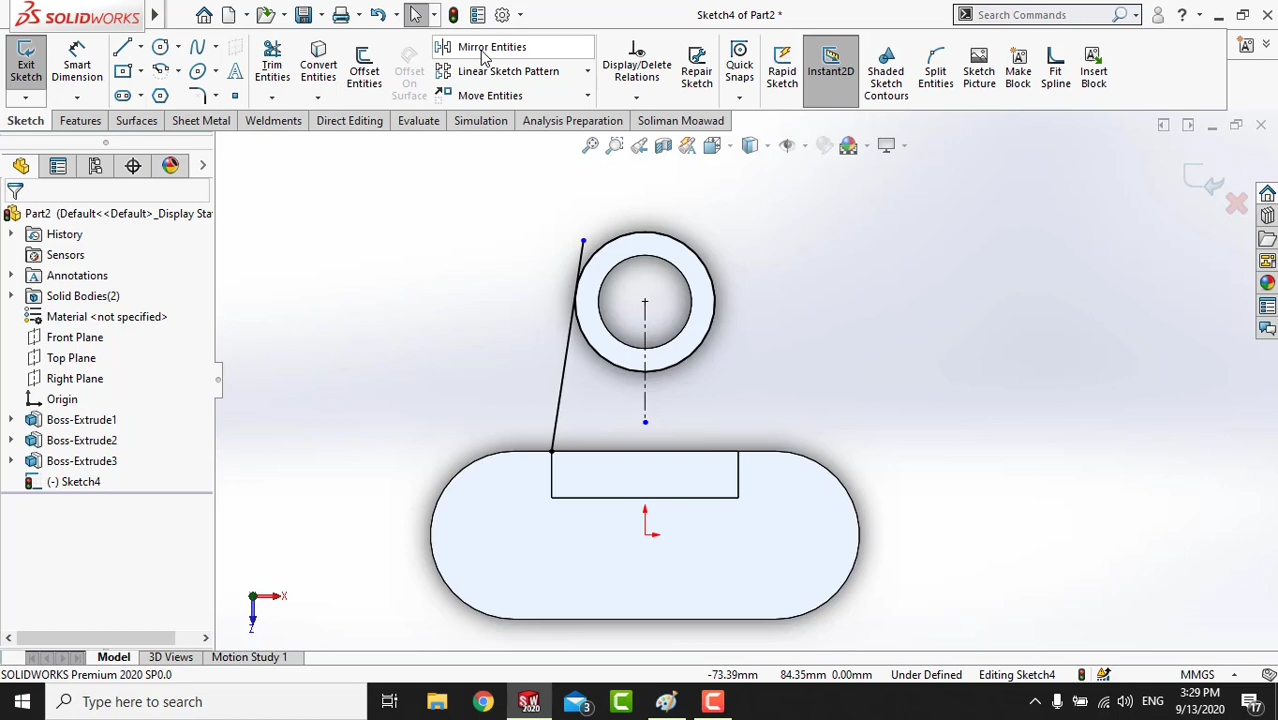 SOLIDWORKS
Sketch4 of Part2 *
Search Commands
Exit Sketch
Smart Dimension
Trim Entities
Convert Entities
Offset Entities
Offset On Surface
Mirror Entities
Linear Sketch Pattern
Move Entities
Display/Delete Relations
Repair Sketch
Quick Snaps
Rapid Sketch
Instant2D
Shaded Sketch Contours
Split Entities
Sketch Picture
Make Block
Fit Spline
Insert Block
Sketch
Features
Surfaces
Sheet Metal
Weldments
Direct Editing
Evaluate
Simulation
Analysis Preparation
Soliman Moawad
Part2 (Default<<Default>_Display Sta
History
Sensors
Annotations
Solid Bodies(2)
Material <not specified>
Front Plane
Top Plane
Right Plane
Origin
Boss-Extrude1
Boss-Extrude2
Boss-Extrude3
(-) Sketch4
X
Z
Model
3D Views
Motion Study 1
SOLIDWORKS Premium 2020 SP0.0
-73.39mm
84.35mm 0.00mm
Under Defined
Editing Sketch4
MMGS
Type here to search
SW
2020
3
ENG
3:29 PM
9/13/2020
17